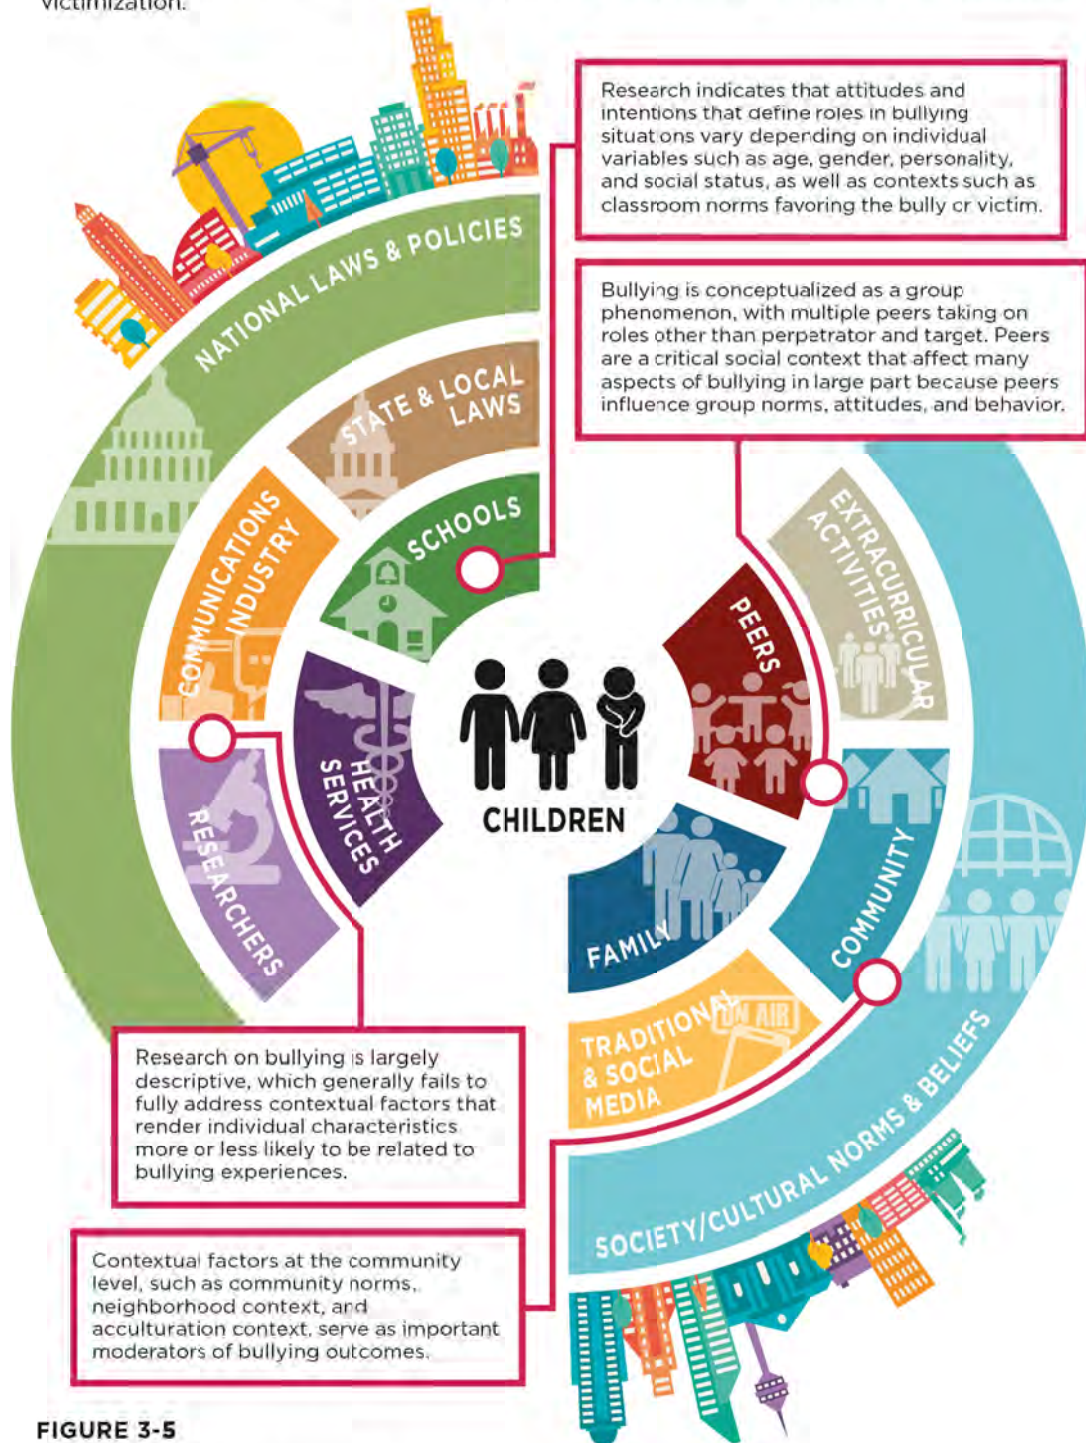 victimization.
Research indicates that attitudes and
intentions that define roles in bullying
situations vary depending on individual
variables such as age, gender, personality,
and social status, as well as contexts such as
classroom norms favoring the bully or victim.
Bullying is conceptualized as a group
phenomenon, with multiple peers taking on
roles other than perpetrator and target. Peers
are a critical social context that affect many
aspects of bullying in large part because peers
influence group norms, attitudes, and behavior.
NATIONAL LAWS & POLICIES
STATE & LOCAL
LAWS
SCHOOLS
COMMUNICATIONS
INDUSTRY
EXTRACURRICULAR
ACTIVITIES
PEERS
HEALTH
SERVICES
RESEARCHERS
CHILDREN
FAMILY
COMMUNITY
TRADITIONAL
& SOCIAL
MEDIA
ON AIR
SOCIETY/CULTURAL NORMS & BELIEFS
Research on bullying is largely
descriptive, which generally fails to
fully address contextual factors that
render individual characteristics
more or less likely to be related to
bullying experiences.
Contextual factors at the community
level, such as community norms,
neighborhood context, and
acculturation context, serve as important
moderators of bullying outcomes.
FIGURE 3-5